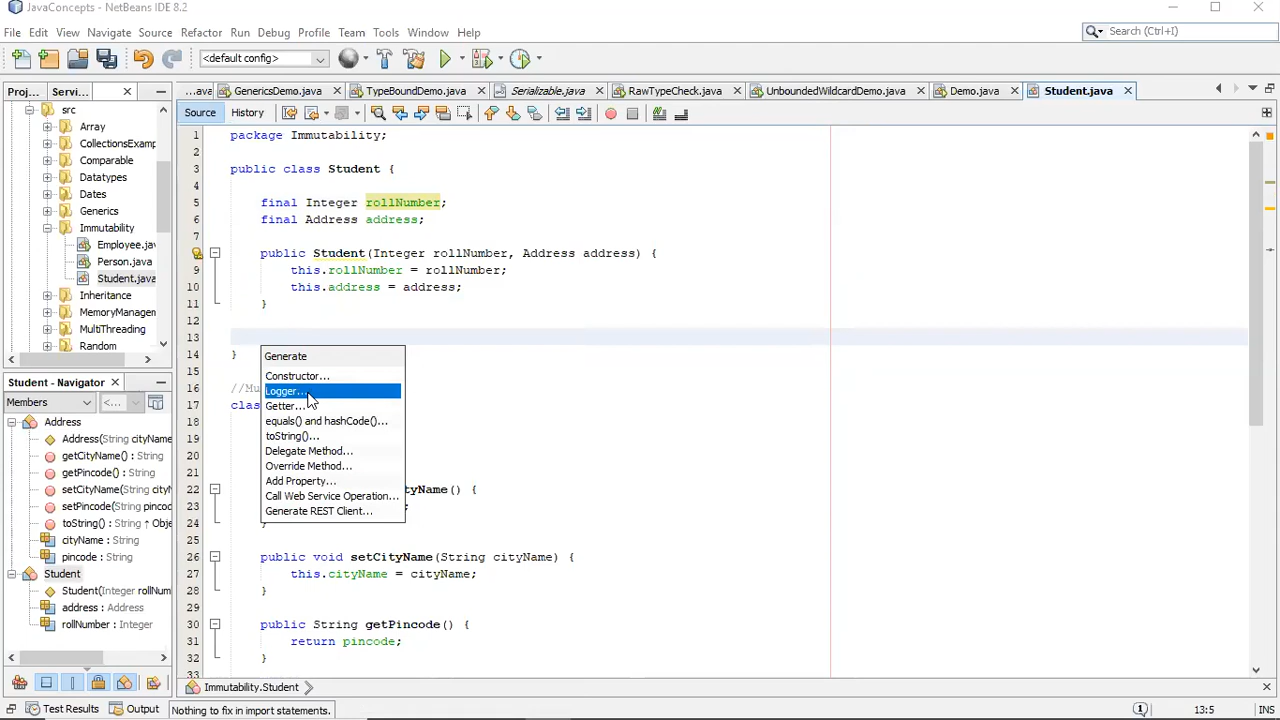 JavaConcepts - NetBeans IDE 8.2
File Edit View Navigate Source Refactor Run Debug Profile Team Tools Window Help
Search (Ctrl+I)
<default config>
Proj... Servi...
...ava GenericsDemo.java TypeBoundDemo.java Serializable.java RawTypeCheck.java UnboundedWildcardDemo.java Demo.java Student.java
Source History
src
Array
CollectionsExamp
Comparable
Datatypes
Dates
Generics
Immutability
Employee.jav
Person.java
Student.java
Inheritance
MemoryManagem
MultiThreading
Random
Student - Navigator
Members <...
Address
Address(String cityName
getCityName() : String
getPincode() : String
setCityName(String cityN
setPincode(String pincod
toString() : String ↑ Obje
cityName : String
pincode : String
Student
Student(Integer rollNum
address : Address
rollNumber : Integer
1 package Immutability;
2
3 public class Student {
4
5 final Integer rollNumber;
6 final Address address;
7
public Student(Integer rollNumber, Address address) {
9 this.rollNumber = rollNumber;
10 this.address = address;
11 }
12
13
14 }
16 //Mu
17 clas
18
19
21
22 tyName() {
23 ;
24
25
26 public void setCityName(String cityName) {
27 this.cityName = cityName;
28 }
29
30 public String getPincode() {
31 return pincode;
32 }
33
Generate
Constructor...
Logger...
Getter...
equals() and hashCode()...
toString()...
Delegate Method...
Override Method...
Add Property...
Call Web Service Operation...
Generate REST Client...
Immutability.Student
Test Results Output Nothing to fix in import statements. 1 13:5 INS